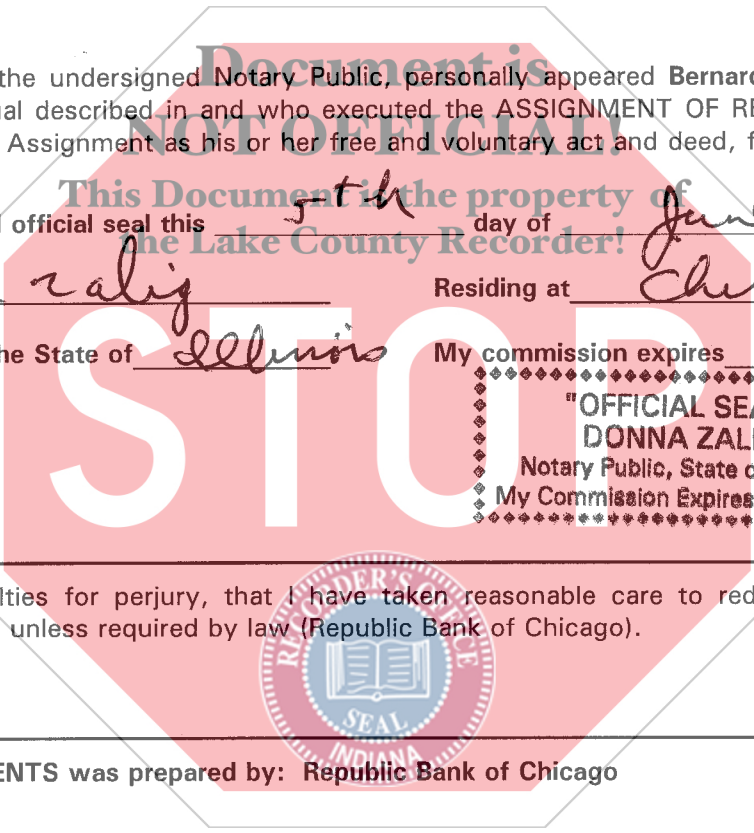 Document is
the undersigned Notary Public, personally appeared Bernard
ual described in and who executed the ASSIGNMENT OF RE
NOT OFFICIAL!
Assignment as his or her free and voluntary act and deed, f
This Document is the property of
official seal this 5th day of Jun
the Lake County Recorder!
zalig Residing at Chi
he State of Illinois My commission expires
STOP
"OFFICIAL SEA
DONNA ZALI
Notary Public, State o
My Commission Expires
lties for perjury, that I have taken reasonable care to red
unless required by law (Republic Bank of Chicago).
RECORDER'S OFFICE
SEAL
INDIANA
ENTS was prepared by: Republic Bank of Chicago